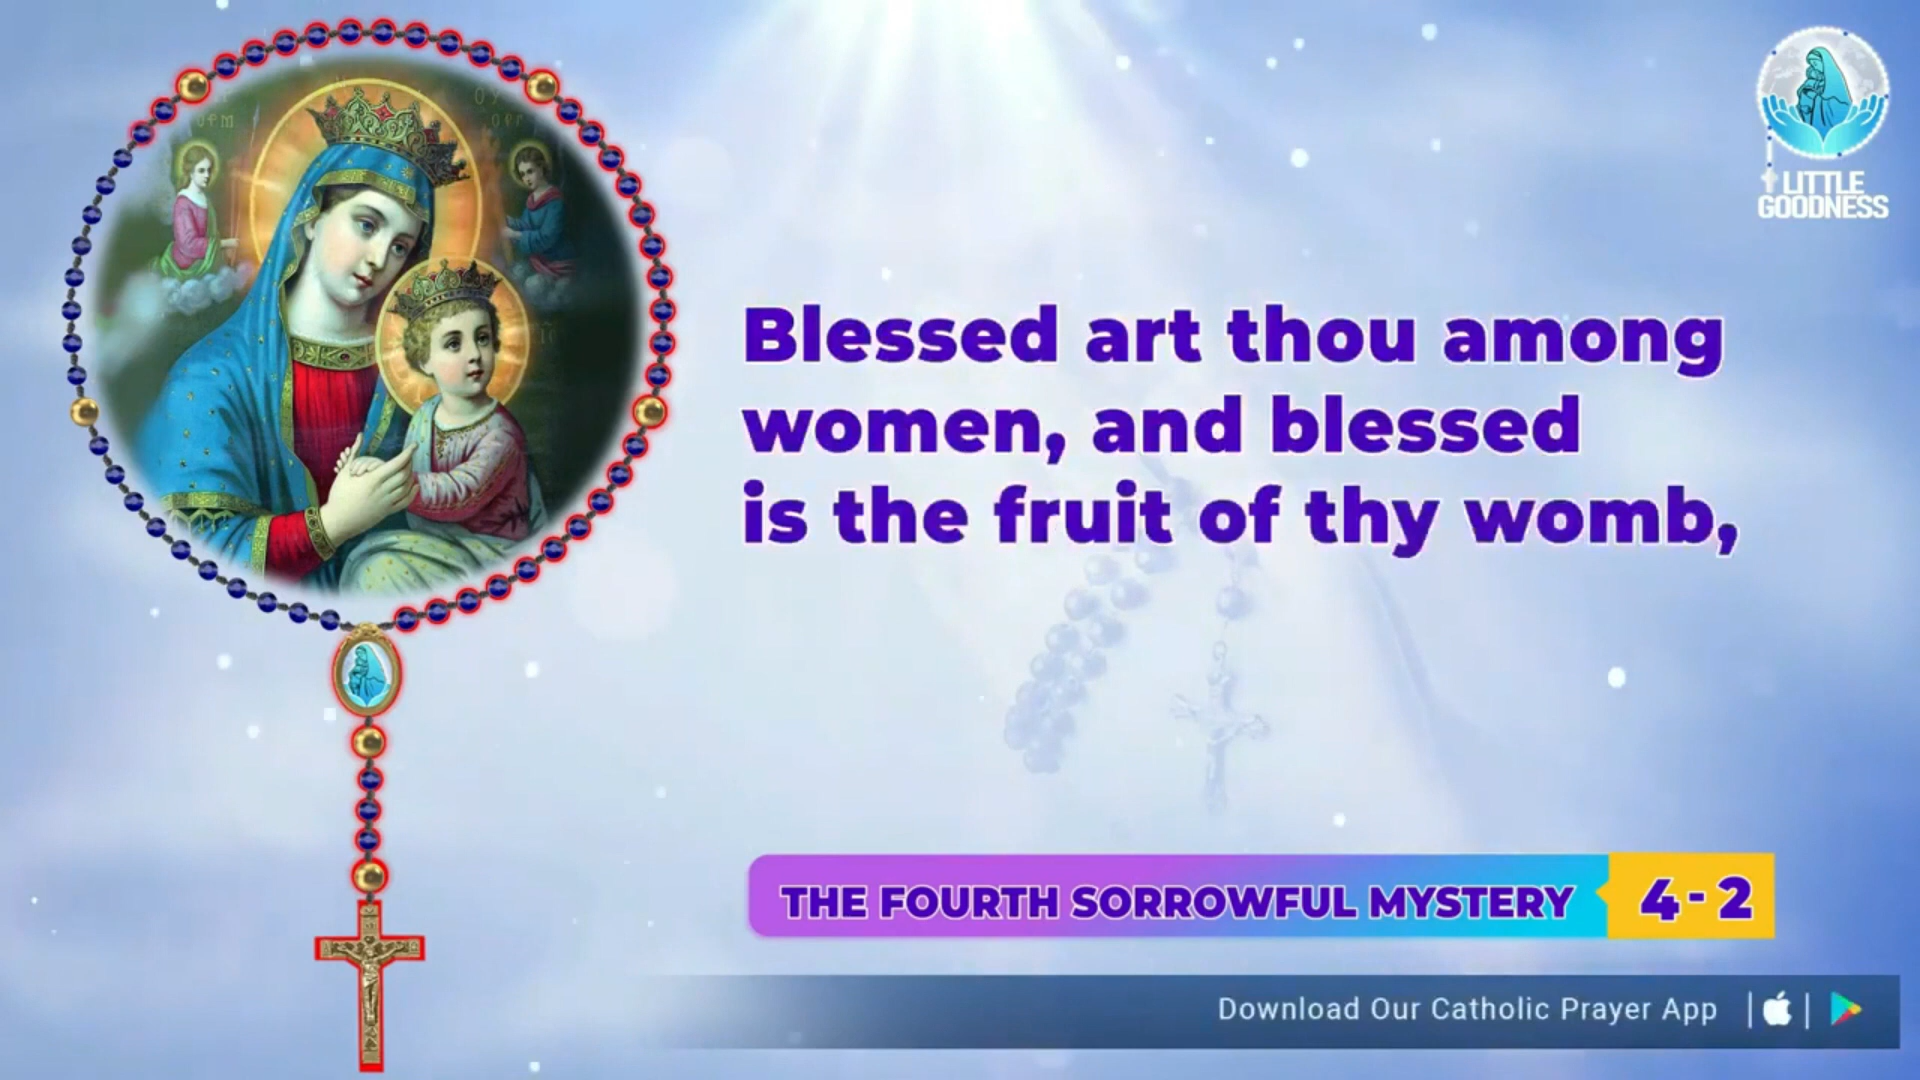 LITTLE
GOODNESS
Blessed art thou among
women, and blessed
is the fruit of thy womb,
THE FOURTH SORROWFUL MYSTERY 4-2
Download Our Catholic Prayer App